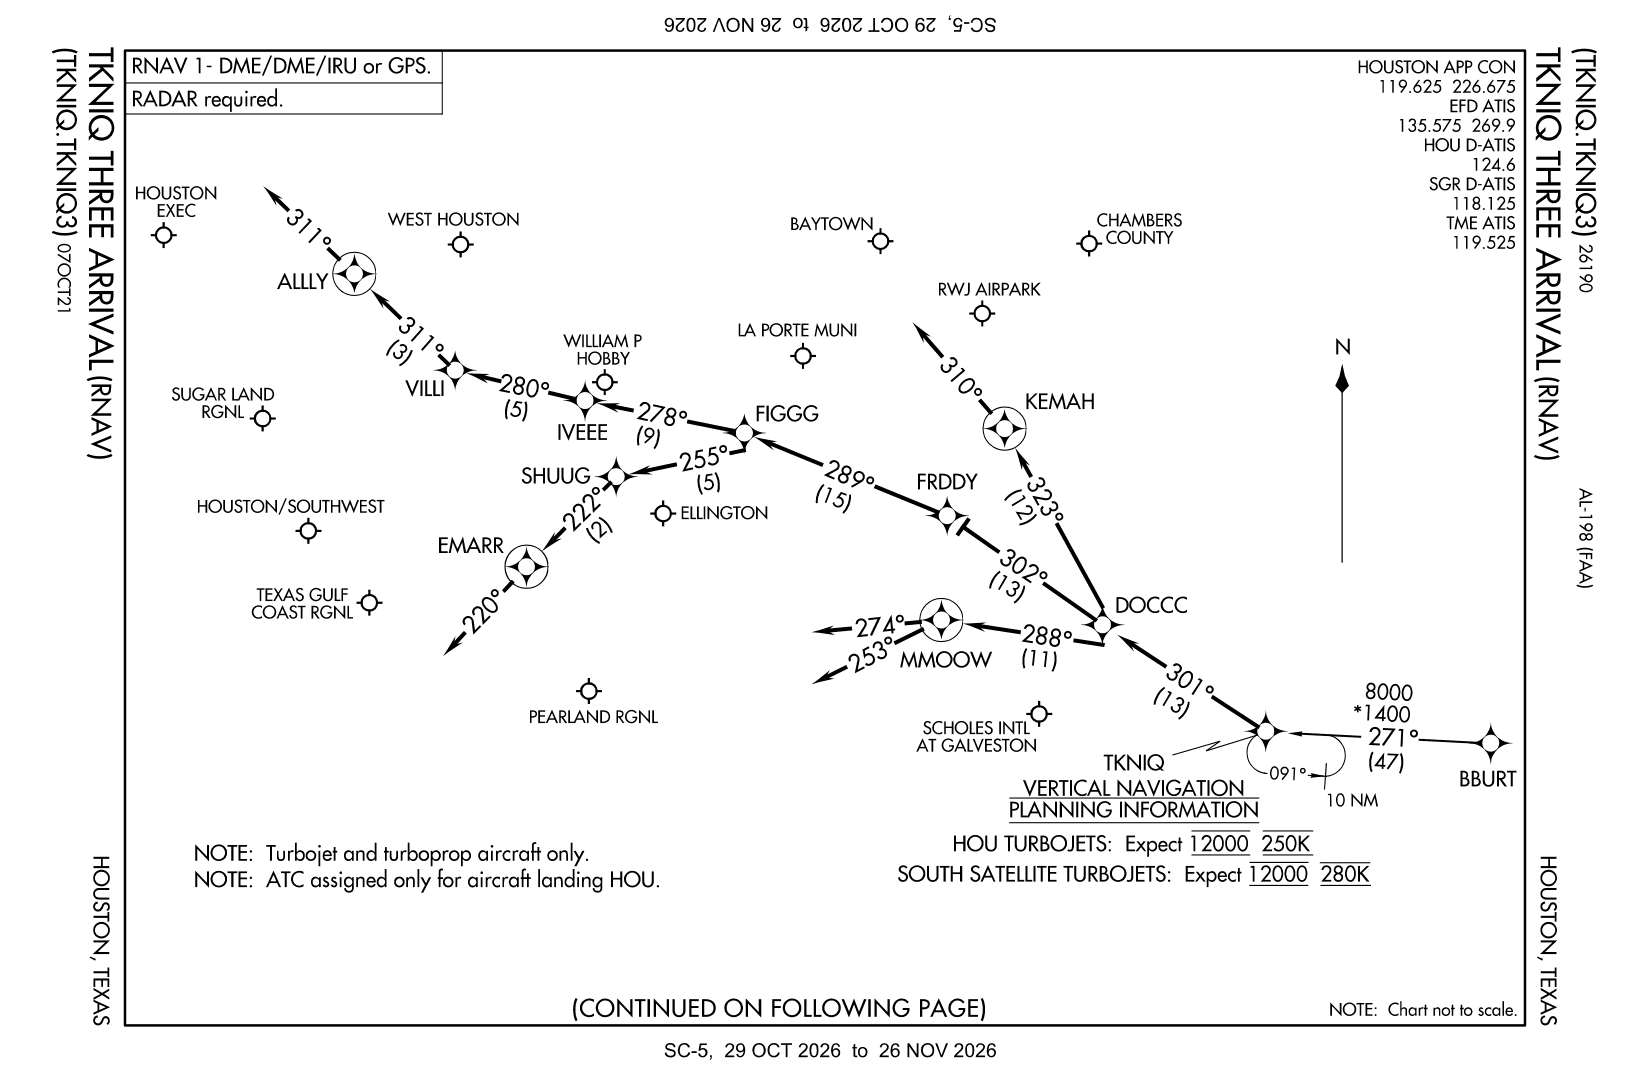 SC-5, 29 OCT 2026 to 26 NOV 2026
TKNIQ THREE ARRIVAL (RNAV)
(TKNIQ.TKNIQ3) 07OCT21
HOUSTON, TEXAS
RNAV 1- DME/DME/IRU or GPS.
RADAR required.
HOUSTON APP CON
119.625 226.675
EFD ATIS
135.575 269.9
HOU D-ATIS
124.6
SGR D-ATIS
118.125
TME ATIS
119.525
HOUSTON
EXEC
311°
WEST HOUSTON
ALLLY
BAYTOWN
CHAMBERS
COUNTY
RWJ AIRPARK
311°
(3)
WILLIAM P
HOBBY
LA PORTE MUNI
N
310°
SUGAR LAND
RGNL
VILLI
280°
(5)
IVEEE
278°
(9)
FIGGG
KEMAH
SHUUG
255°
(5)
289°
(15)
FRDDY
323°
(12)
HOUSTON/SOUTHWEST
222°
(2)
ELLINGTON
EMARR
302°
(13)
TEXAS GULF
COAST RGNL
220°
DOCCC
274°
253°
MMOOW
288°
(11)
301°
(13)
PEARLAND RGNL
SCHOLES INTL
AT GALVESTON
8000
*1400
271°
(47)
BBURT
TKNIQ
091°
10 NM
VERTICAL NAVIGATION
PLANNING INFORMATION
HOU TURBOJETS: Expect 12000 250K
SOUTH SATELLITE TURBOJETS: Expect 12000 280K
NOTE: Turbojet and turboprop aircraft only.
NOTE: ATC assigned only for aircraft landing HOU.
(CONTINUED ON FOLLOWING PAGE)
NOTE: Chart not to scale.
(TKNIQ.TKNIQ3) 26190
TKNIQ THREE ARRIVAL (RNAV)
AL-198 (FAA)
HOUSTON, TEXAS
SC-5, 29 OCT 2026 to 26 NOV 2026